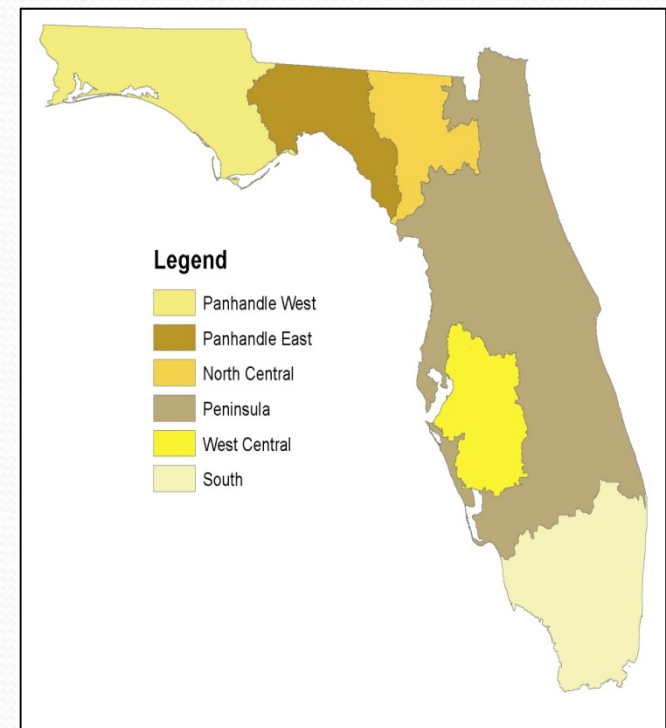 Legend
Panhandle West
Panhandle East
North Central
Peninsula
West Central
South